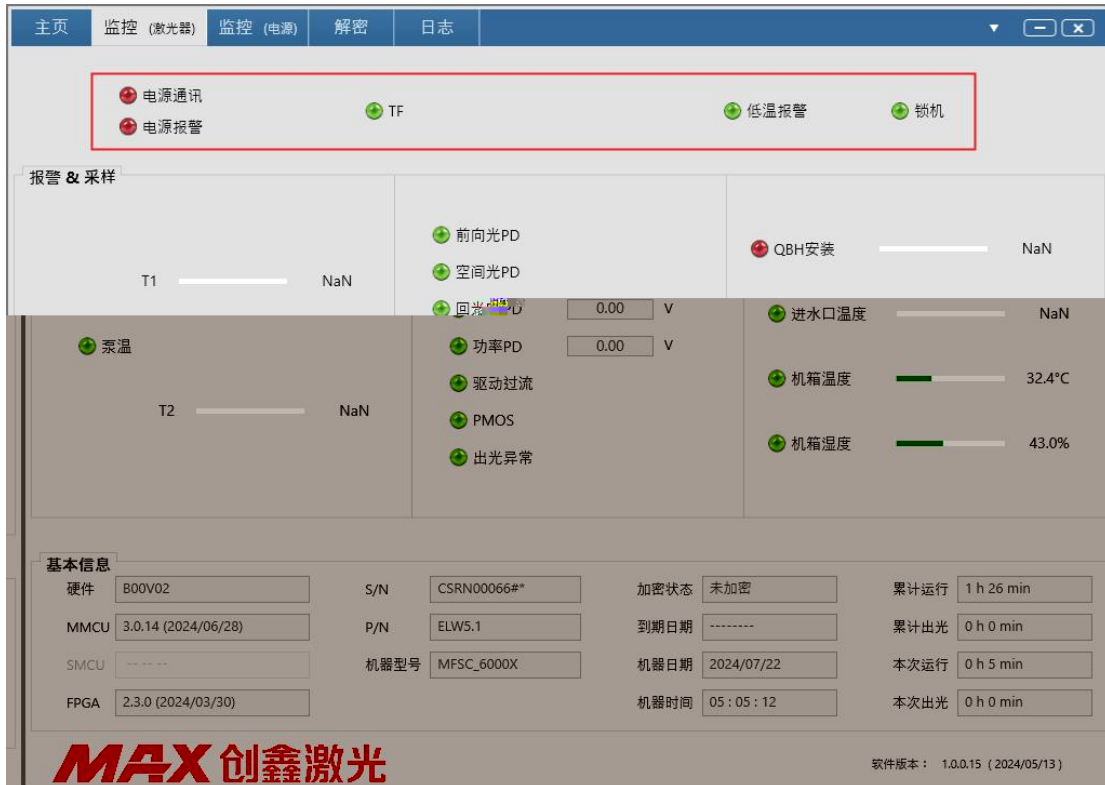 主页 监控 (激光器) 监控 (电源) 解密 日志
电源通讯
电源报警
TF
低温报警
锁机
报警 & 采样
T1 NaN
泵温
T2 NaN
前向光PD
空间光PD
回光PD 0.00 V
功率PD 0.00 V
驱动过流
PMOS
出光异常
QBH安装 NaN
进水口温度 NaN
机箱温度 32.4°C
机箱湿度 43.0%
基本信息
硬件 B00V02 S/N CSRN00066#* 加密状态 未加密 累计运行 1 h 26 min
MMCU 3.0.14 (2024/06/28) P/N ELW5.1 到期日期 -------- 累计出光 0 h 0 min
SMCU -- -- -- 机器型号 MFSC_6000X 机器日期 2024/07/22 本次运行 0 h 5 min
FPGA 2.3.0 (2024/03/30) 机器时间 05 : 05 : 12 本次出光 0 h 0 min
MAX 创鑫激光
软件版本： 1.0.0.15 ( 2024/05/13 )